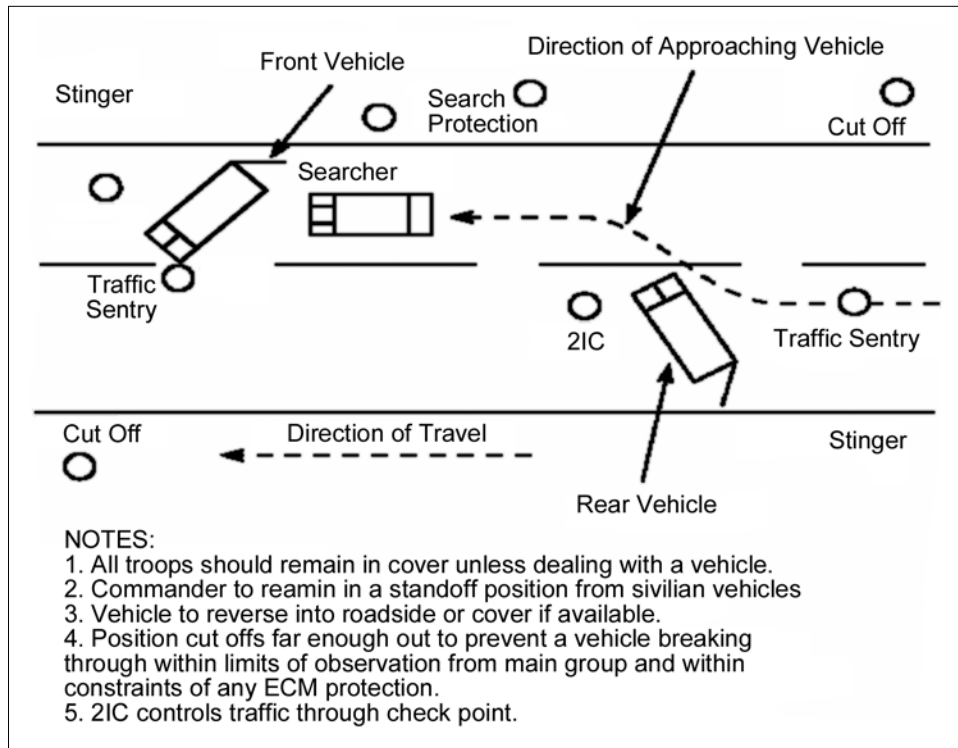 Direction of Approaching Vehicle
Front Vehicle
Stinger
Search
Protection
Cut Off
Searcher
Traffic
Sentry
2IC
Traffic Sentry
Cut Off
Direction of Travel
Stinger
Rear Vehicle
NOTES:
1. All troops should remain in cover unless dealing with a vehicle.
2. Commander to reamin in a standoff position from sivilian vehicles
3. Vehicle to reverse into roadside or cover if available.
4. Position cut offs far enough out to prevent a vehicle breaking
through within limits of observation from main group and within
constraints of any ECM protection.
5. 2IC controls traffic through check point.